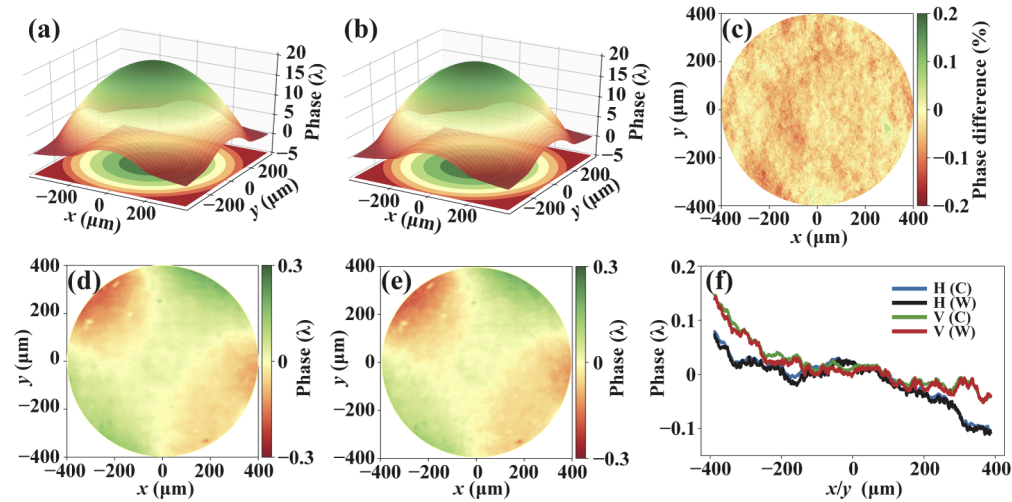 (a)
20
15
10
5
0
−5
Phase (λ)
−200
0
200
x (μm)
−200
0
200
y (μm)
(b)
20
15
10
5
0
−5
Phase (λ)
−200
0
200
x (μm)
−200
0
200
y (μm)
(c)
400
200
0
−200
−400
y (μm)
−400
−200
0
200
400
x (μm)
0.2
0.1
0
−0.1
−0.2
Phase difference (%)
(d)
400
200
0
−200
−400
y (μm)
−400
−200
0
200
400
x (μm)
0.3
0
−0.3
Phase (λ)
(e)
400
200
0
−200
−400
y (μm)
−400
−200
0
200
400
x (μm)
0.3
0
−0.3
Phase (λ)
(f)
0.2
0.1
0
−0.1
Phase (λ)
H (C)
H (W)
V (C)
V (W)
−400
−200
0
200
400
x/y (μm)